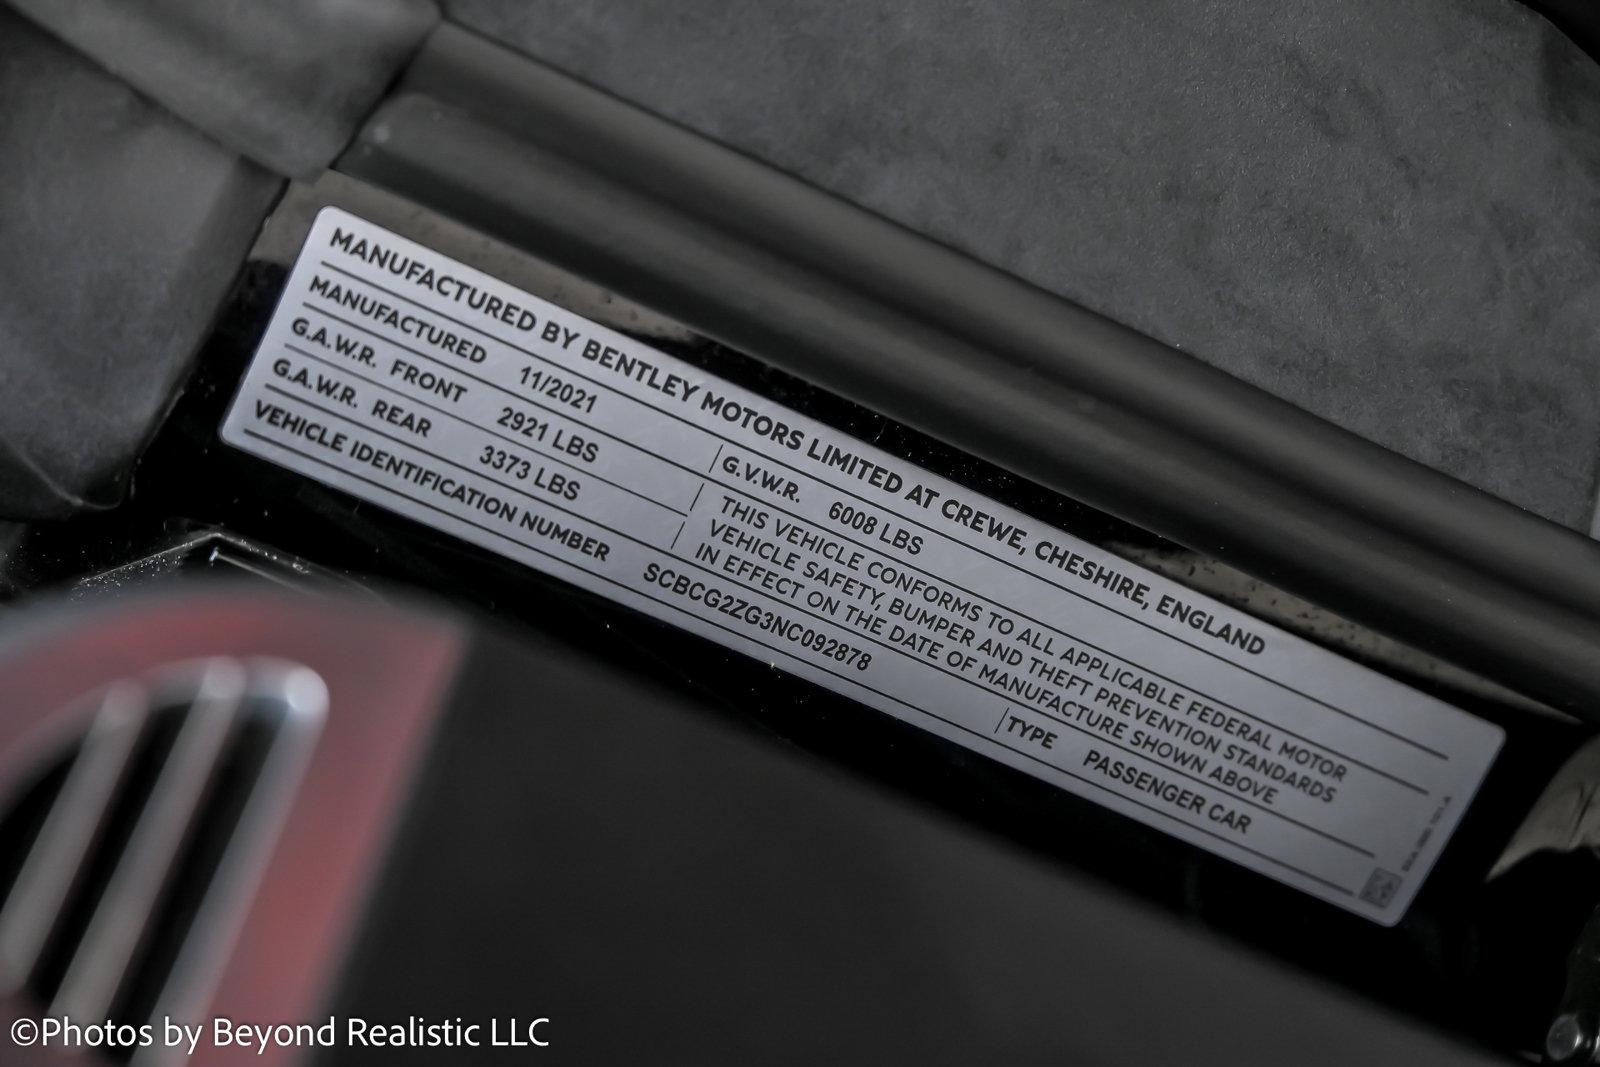 MANUFACTURED BY BENTLEY MOTORS LIMITED AT CREWE, CHESHIRE, ENGLAND
MANUFACTURED 11/2021 G.V.W.R. 6008 LBS
G.A.W.R. FRONT 2921 LBS
G.A.W.R. REAR 3373 LBS
THIS VEHICLE CONFORMS TO ALL APPLICABLE FEDERAL MOTOR
VEHICLE SAFETY, BUMPER AND THEFT PREVENTION STANDARDS
IN EFFECT ON THE DATE OF MANUFACTURE SHOWN ABOVE
VEHICLE IDENTIFICATION NUMBER SCBCG2ZG3NC092878 TYPE PASSENGER CAR
©Photos by Beyond Realistic LLC